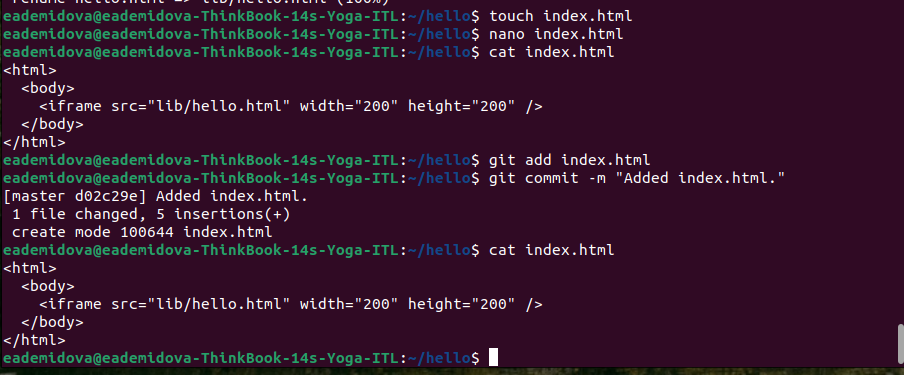 rename hello.html => lib/hello.html (100%)
eademidova@eademidova-ThinkBook-14s-Yoga-ITL:~/hello$ touch index.html
eademidova@eademidova-ThinkBook-14s-Yoga-ITL:~/hello$ nano index.html
eademidova@eademidova-ThinkBook-14s-Yoga-ITL:~/hello$ cat index.html
<html>
  <body>
    <iframe src="lib/hello.html" width="200" height="200" />
  </body>
</html>
eademidova@eademidova-ThinkBook-14s-Yoga-ITL:~/hello$ git add index.html
eademidova@eademidova-ThinkBook-14s-Yoga-ITL:~/hello$ git commit -m "Added index.html."
[master d02c29e] Added index.html.
 1 file changed, 5 insertions(+)
 create mode 100644 index.html
eademidova@eademidova-ThinkBook-14s-Yoga-ITL:~/hello$ cat index.html
<html>
  <body>
    <iframe src="lib/hello.html" width="200" height="200" />
  </body>
</html>
eademidova@eademidova-ThinkBook-14s-Yoga-ITL:~/hello$